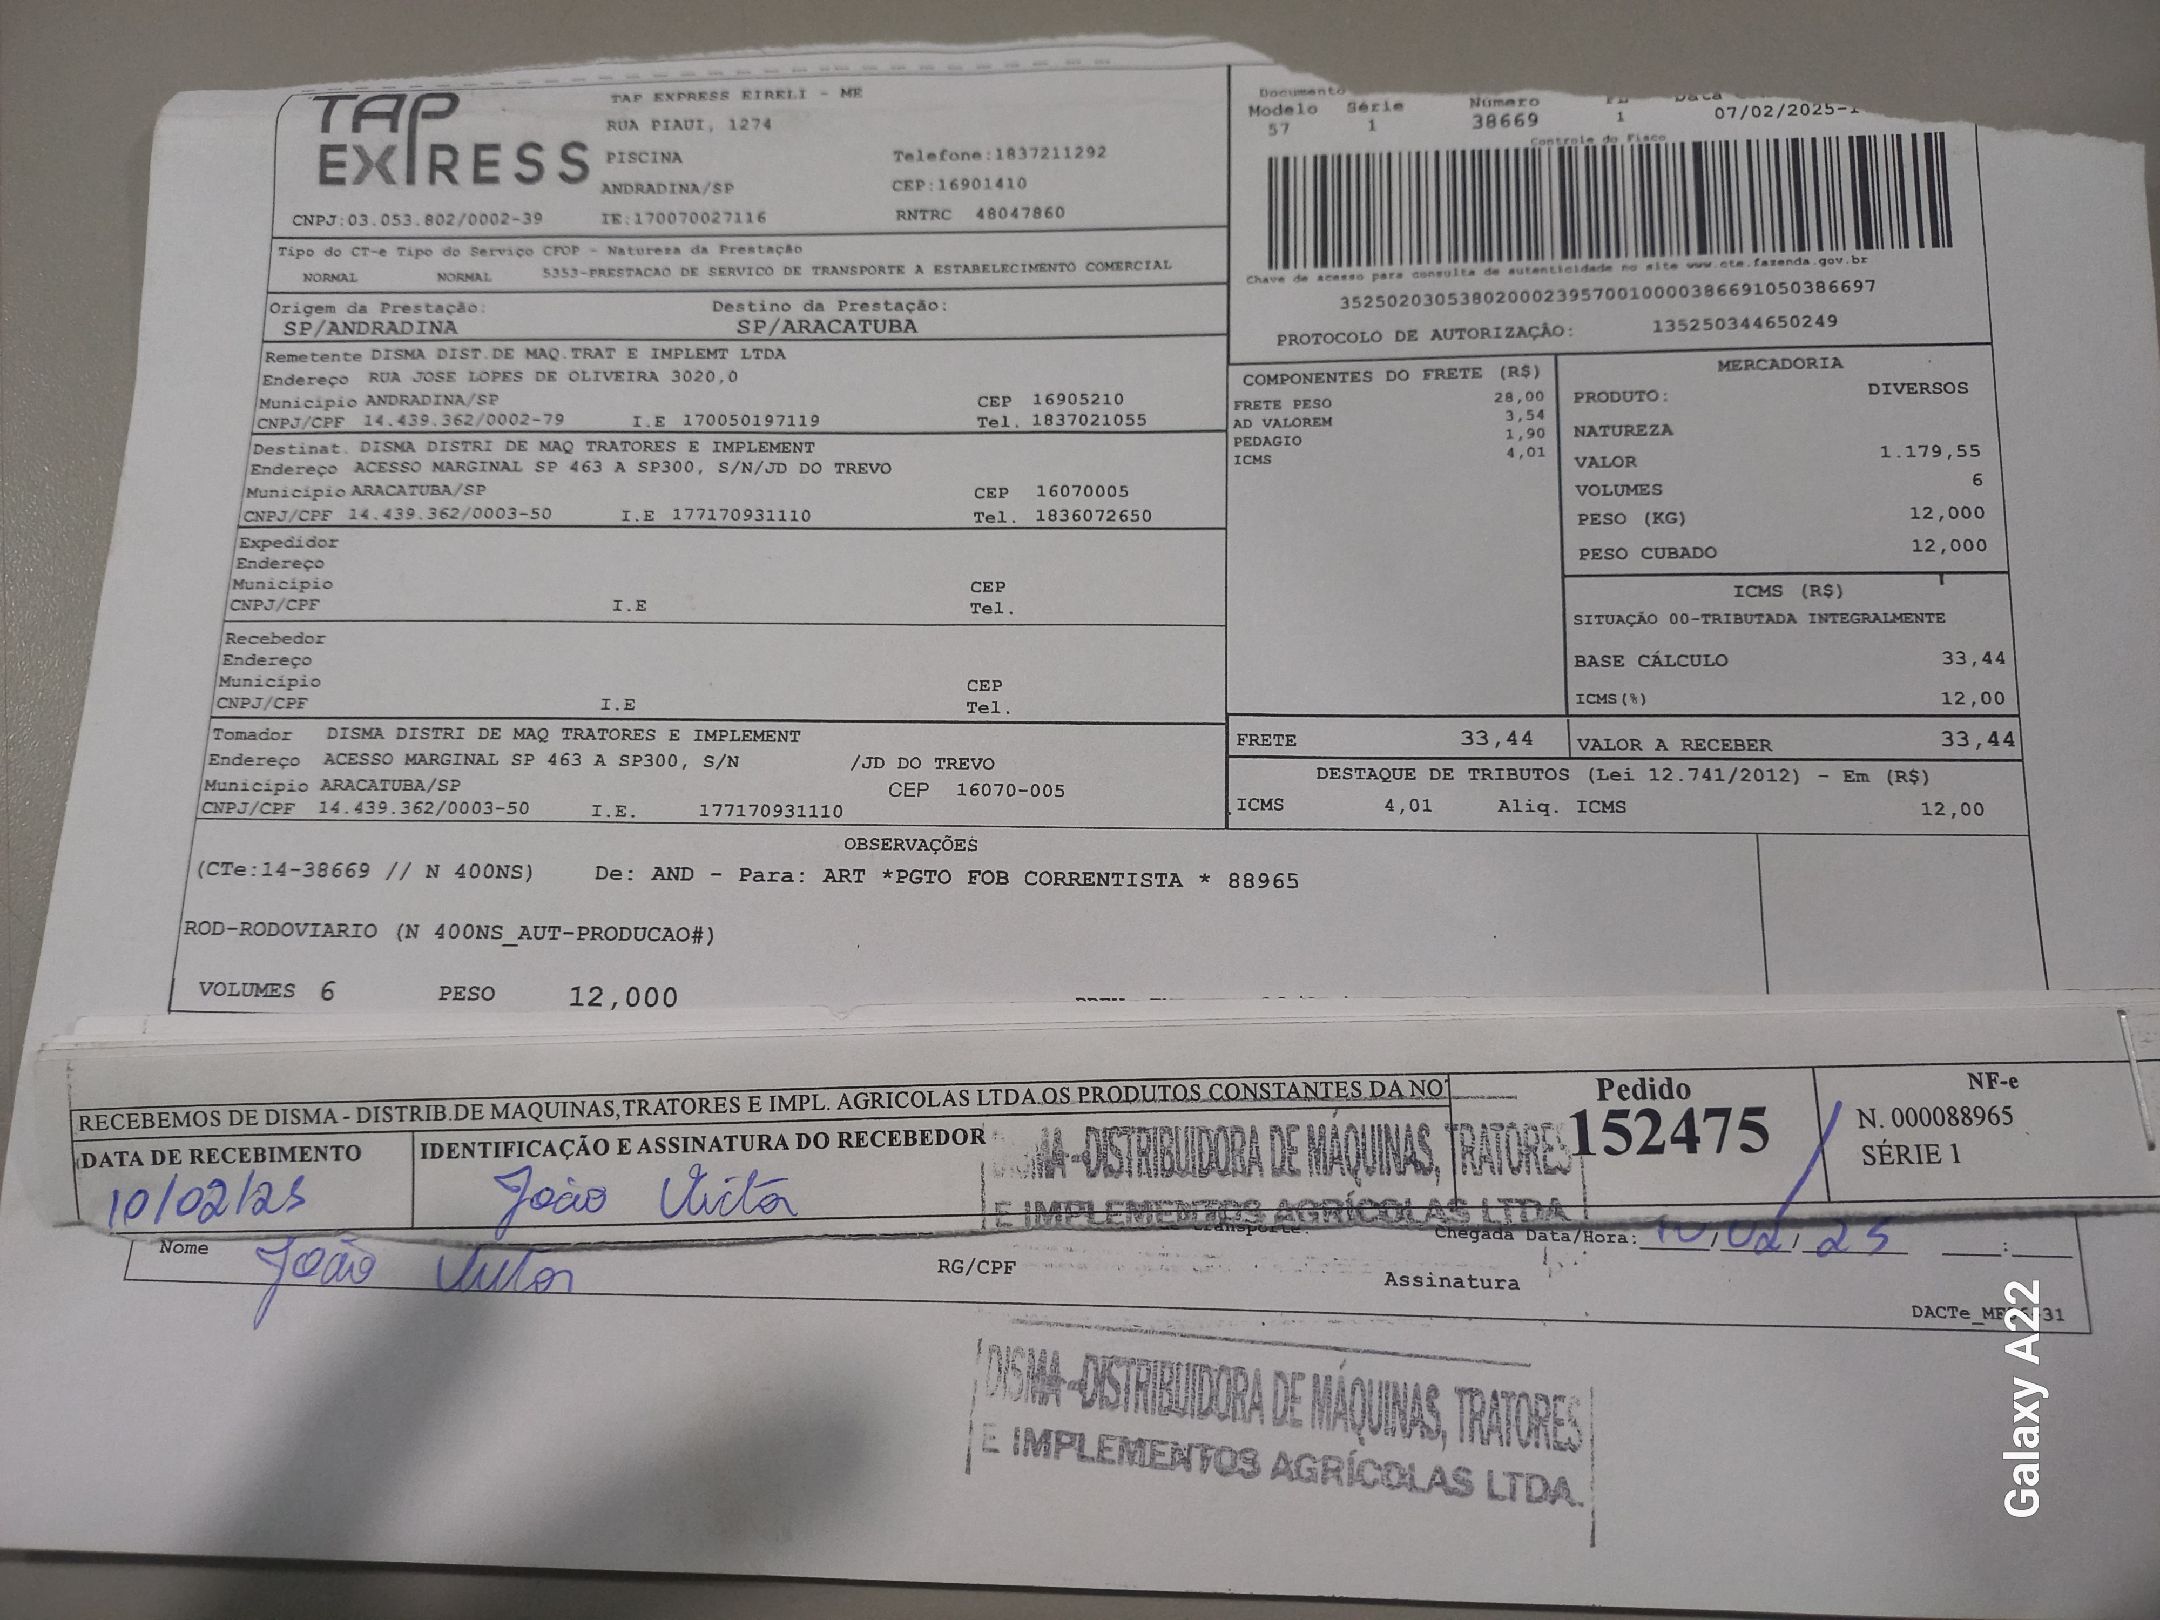 TAP EXPRESS
TAP EXPRESS EIRELI - ME
RUA PIAUI, 1274
PISCINA Telefone:1837211292
ANDRADINA/SP CEP:16901410
CNPJ:03.053.802/0002-39 IE:170070027116 RNTRC 48047860
Documento
Modelo Série Número
57 1 38669 1 07/02/2025-
Controle do Fisco
Chave de acesso para consulta de autenticidade no site www.cte.fazenda.gov.br
35250203053802000239570010000386691050386697
PROTOCOLO DE AUTORIZAÇÃO: 135250344650249
Tipo do CT-e Tipo do Serviço CFOP - Natureza da Prestação
NORMAL NORMAL 5353-PRESTACAO DE SERVICO DE TRANSPORTE A ESTABELECIMENTO COMERCIAL
Origem da Prestação: Destino da Prestação:
SP/ANDRADINA SP/ARACATUBA
Remetente DISMA DIST.DE MAQ.TRAT E IMPLEMT LTDA
Endereço RUA JOSE LOPES DE OLIVEIRA 3020,0
Municipio ANDRADINA/SP CEP 16905210
CNPJ/CPF 14.439.362/0002-79 I.E 170050197119 Tel. 1837021055
Destinat. DISMA DISTRI DE MAQ TRATORES E IMPLEMENT
Endereço ACESSO MARGINAL SP 463 A SP300, S/N/JD DO TREVO
Municipio ARACATUBA/SP CEP 16070005
CNPJ/CPF 14.439.362/0003-50 I.E 177170931110 Tel. 1836072650
Expedidor
Endereço
Municipio CEP
CNPJ/CPF I.E Tel.
Recebedor
Endereço
Municipio CEP
CNPJ/CPF I.E Tel.
Tomador DISMA DISTRI DE MAQ TRATORES E IMPLEMENT
Endereço ACESSO MARGINAL SP 463 A SP300, S/N /JD DO TREVO
Municipio ARACATUBA/SP CEP 16070-005
CNPJ/CPF 14.439.362/0003-50 I.E. 177170931110
COMPONENTES DO FRETE (R$)
FRETE PESO 28,00
AD VALOREM 3,54
PEDAGIO 1,90
ICMS 4,01
MERCADORIA
PRODUTO: DIVERSOS
NATUREZA
VALOR 1.179,55
VOLUMES 6
PESO (KG) 12,000
PESO CUBADO 12,000
ICMS (R$)
SITUAÇÃO 00-TRIBUTADA INTEGRALMENTE
BASE CÁLCULO 33,44
ICMS(%) 12,00
FRETE 33,44 VALOR A RECEBER 33,44
DESTAQUE DE TRIBUTOS (Lei 12.741/2012) - Em (R$)
ICMS 4,01 Aliq. ICMS 12,00
OBSERVAÇÕES
(CTe:14-38669 // N 400NS) De: AND - Para: ART *PGTO FOB CORRENTISTA * 88965
ROD-RODOVIARIO (N 400NS_AUT-PRODUCAO#)
VOLUMES 6 PESO 12,000
RECEBEMOS DE DISMA - DISTRIB.DE MAQUINAS,TRATORES E IMPL. AGRICOLAS LTDA.OS PRODUTOS CONSTANTES DA NO
DATA DE RECEBIMENTO IDENTIFICAÇÃO E ASSINATURA DO RECEBEDOR
10/02/25 João Victor
DISMA - DISTRIBUIDORA DE MÁQUINAS, TRATORES
E IMPLEMENTOS AGRÍCOLAS LTDA
Pedido
152475
NF-e
N. 000088965
SÉRIE 1
Transporte: Chegada Data/Hora: 10/02/25 :
Nome João Victor RG/CPF Assinatura
DISMA - DISTRIBUIDORA DE MÁQUINAS, TRATORES
E IMPLEMENTOS AGRÍCOLAS LTDA.
Galaxy A22